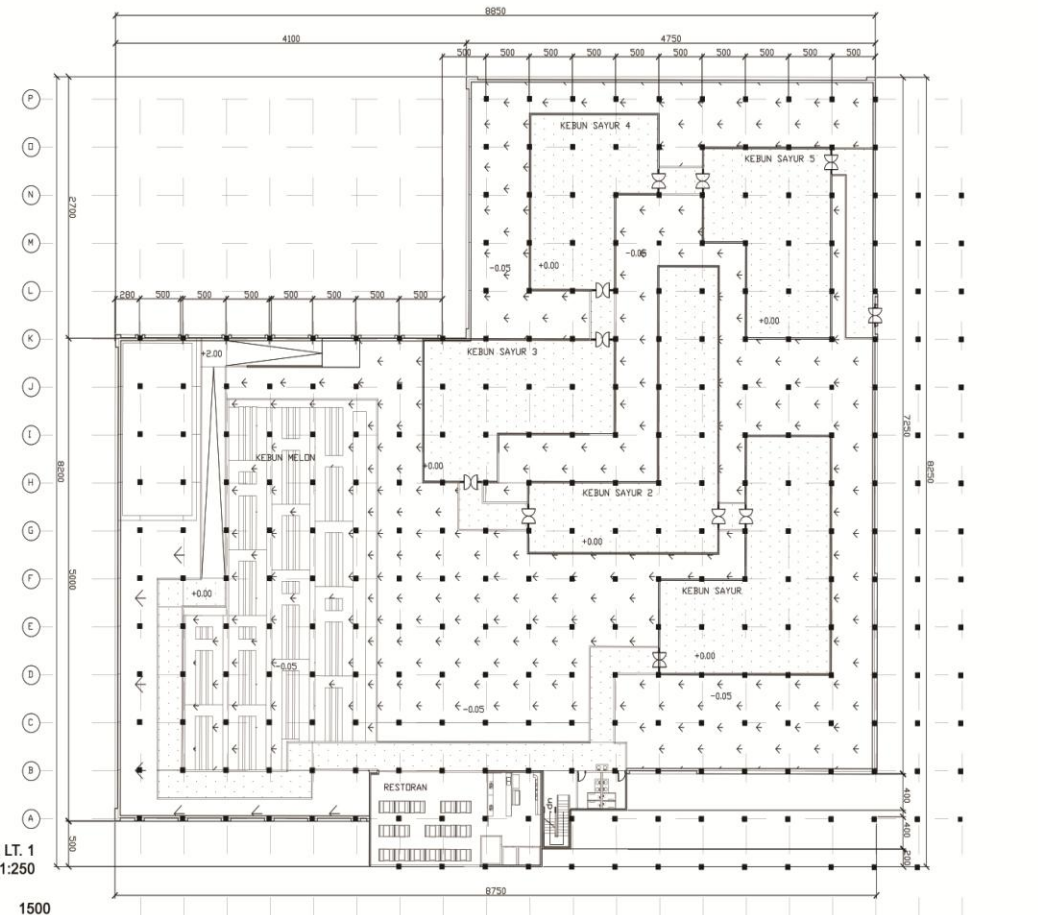 8850
4100 4750
500 500 500 500 500 500 500 500 500 500
P
KEBUN SAYUR 4
O
KEBUN SAYUR 5
N
2700
M
-0.05
-0.05 +0.00
L
280 500 500 500 500 500 500 500
+0.00
K
+2.00
KEBUN SAYUR 3
J
7250
I
KEBUN MELON
+0.00
8200
8250
H
KEBUN SAYUR 2
G
+0.00
5000
F
+0.00
KEBUN SAYUR
E
+0.00
-0.05
D
-0.05
-0.05
C
B
RESTORAN
400
A
400
500
200
LT. 1
1:250
8750
1500